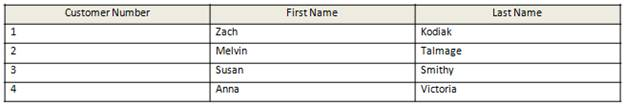 Customer Number First Name Last Name
1 Zach Kodiak
2 Melvin Talmage
3 Susan Smithy
4 Anna Victoria